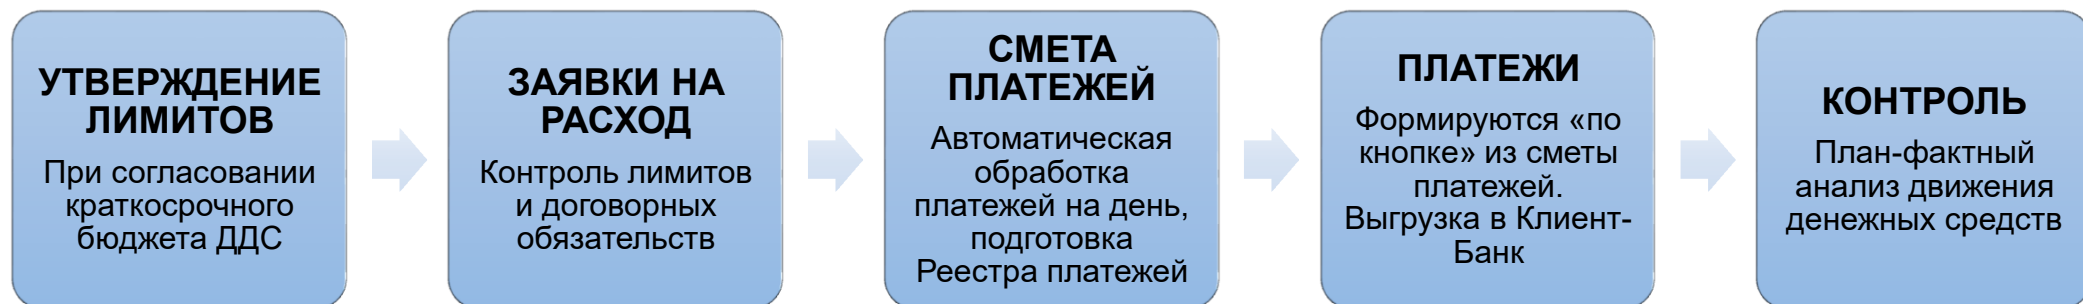 УТВЕРЖДЕНИЕ
ЛИМИТОВ
При согласовании
краткосрочного
бюджета ДДС
ЗАЯВКИ НА
РАСХОД
Контроль лимитов
и договорных
обязательств
СМЕТА
ПЛАТЕЖЕЙ
Автоматическая
обработка
платежей на день,
подготовка
Реестра платежей
ПЛАТЕЖИ
Формируются «по
кнопке» из сметы
платежей.
Выгрузка в Клиент-
Банк
КОНТРОЛЬ
План-фактный
анализ движения
денежных средств